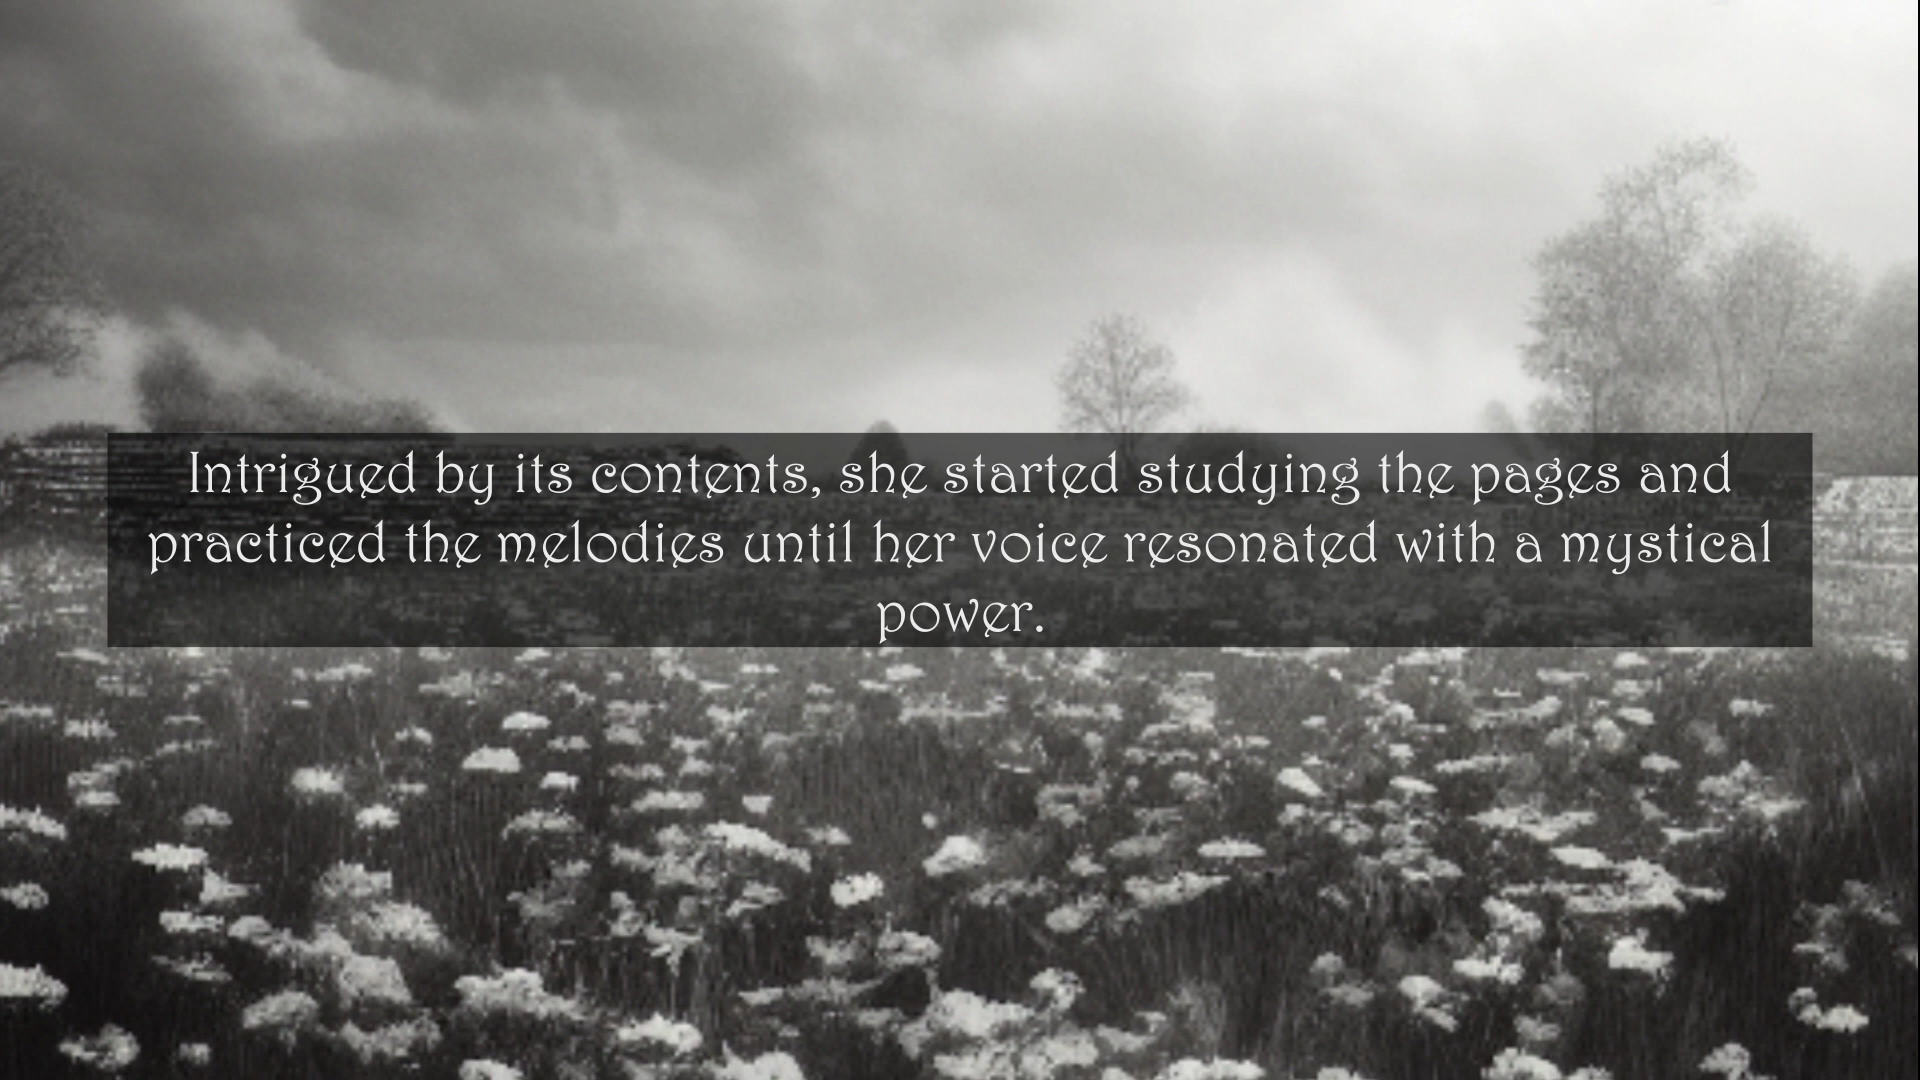 Intrigued by its contents, she started studying the pages and
practiced the melodies until her voice resonated with a mystical
power.